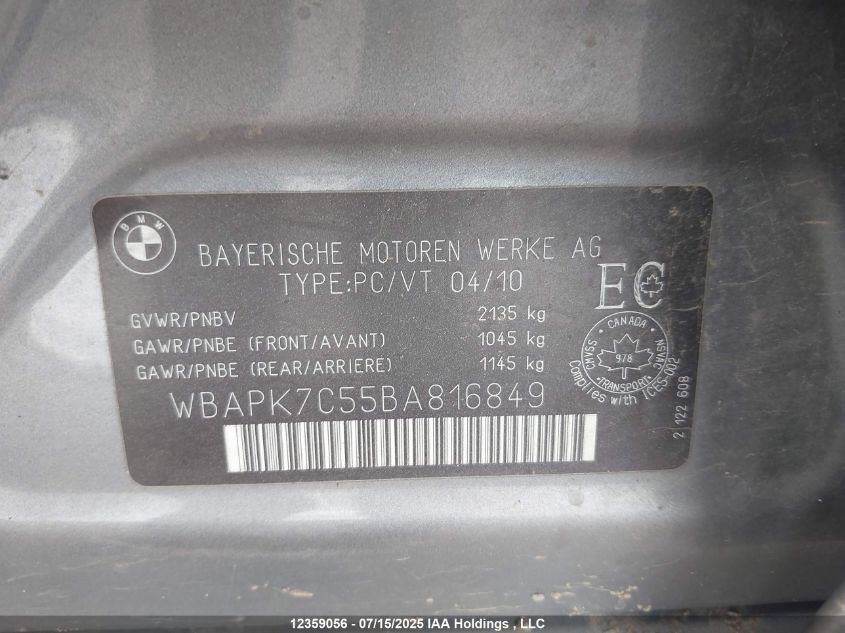 BMW
BAYERISCHE MOTOREN WERKE AG
TYPE:PC/VT 04/10
EC
GVWR/PNBV 2135 kg
GAWR/PNBE (FRONT/AVANT) 1045 kg
GAWR/PNBE (REAR/ARRIERE) 1145 kg
CANADA
CMVSS
NSVAC
978
TRANSPORT
Complies with ICES-002
2 122 608
WBAPK7C55BA816849
12359056 - 07/15/2025 IAA Holdings, LLC